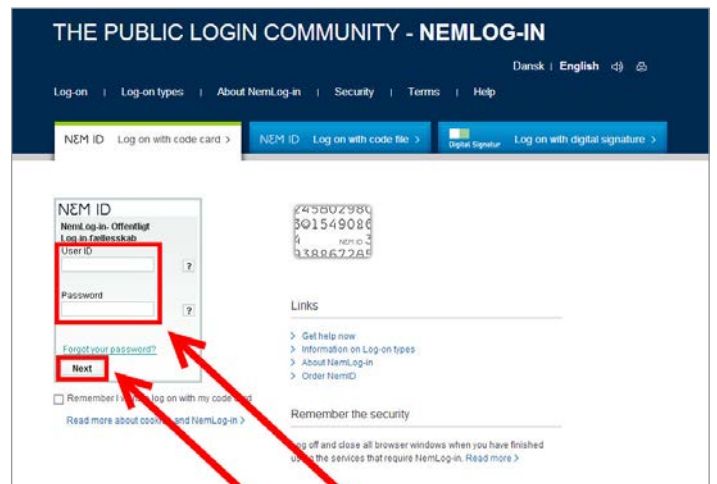 THE PUBLIC LOGIN COMMUNITY - NEMLOG-IN
Dansk | English
Log-on | Log-on types | About NemLog-in | Security | Terms | Help
NEM ID Log on with code card >
NEM ID Log on with code file >
Digital Signatur Log on with digital signature >
NEM ID
NemLog-in- Offentligt
Log-in fællesskab
User ID
?
Password
?
Forgot your password?
Next
Remember I log on with my code card
Read more about cookies and NemLog-in >
3015490
NEM ID
Links
> Get help now
> Information on Log-on types
> About NemLog-in
> Order NemID
Remember the security
Log off and close all browser windows when you have finished
using the services that require NemLog-in. Read more >